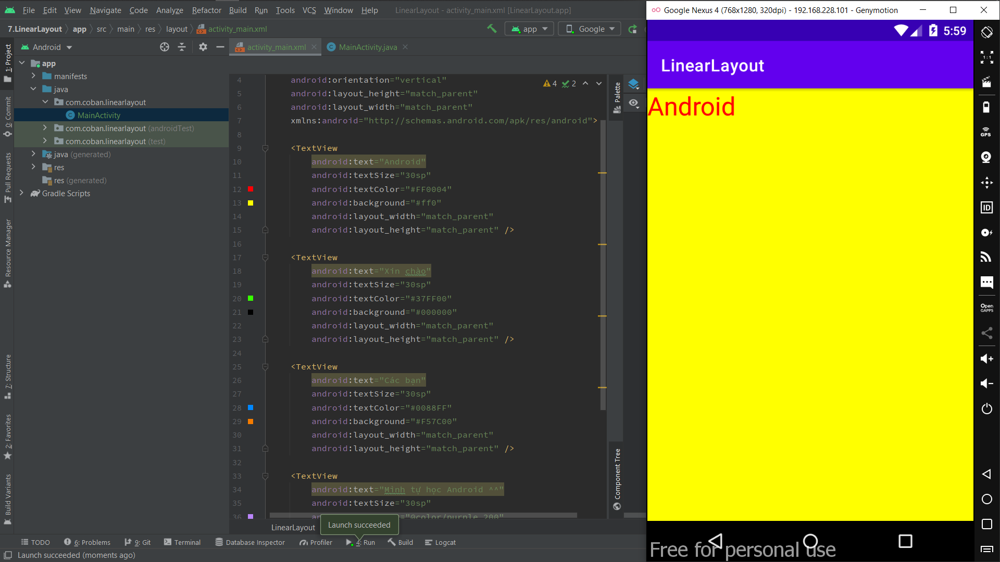 File Edit View Navigate Code Analyze Refactor Build Run Tools VCS Window Help LinearLayout - activity_main.xml [LinearLayout.app]
7.LinearLayout app src main res layout activity_main.xml app Google
Android activity_main.xml MainActivity.java
1: Project
0: Commit
Pull Requests
Resource Manager
7: Structure
2: Favorites
Build Variants
app
manifests
java
com.coban.linearlayout
MainActivity
com.coban.linearlayout (androidTest)
com.coban.linearlayout (test)
java (generated)
res
res (generated)
Gradle Scripts
4 android:orientation="vertical"
5 android:layout_height="match_parent"
6 android:layout_width="match_parent"
7 xmlns:android="http://schemas.android.com/apk/res/android">
8
9 <TextView
10 android:text="Android"
11 android:textSize="30sp"
12 android:textColor="#FF0004"
13 android:background="#ff0"
14 android:layout_width="match_parent"
15 android:layout_height="match_parent" />
16
17 <TextView
18 android:text="Xin chào"
19 android:textSize="30sp"
20 android:textColor="#37FF00"
21 android:background="#000000"
22 android:layout_width="match_parent"
23 android:layout_height="match_parent" />
24
25 <TextView
26 android:text="Các bạn"
27 android:textSize="30sp"
28 android:textColor="#0088FF"
29 android:background="#F57C00"
30 android:layout_width="match_parent"
31 android:layout_height="match_parent" />
32
33 <TextView
34 android:text="Mình tự học Android ^^"
35 android:textSize="30sp"
36 "@color/purple_200"
4 2
Palette
Component Tree
LinearLayout
Launch succeeded
TODO 6: Problems 9: Git Terminal Database Inspector Profiler 4: Run Build Logcat
Launch succeeded (moments ago)
Google Nexus 4 (768x1280, 320dpi) - 192.168.228.101 - Genymotion
5:59
LinearLayout
Android
Free for personal use
1:1
GPS
ID
Open
GAPPS